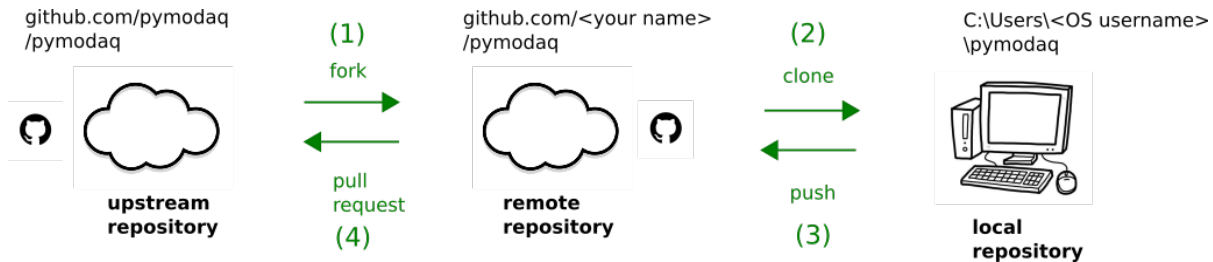 github.com/pymodaq
/pymodaq
(1)
fork
github.com/<your name>
/pymodaq
(2)
clone
C:\Users\<OS username>
\pymodaq
pull
request
(4)
push
(3)
upstream
repository
remote
repository
local
repository